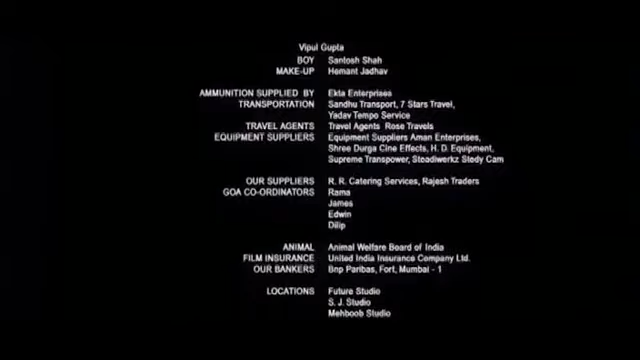 Vipul Gupta
BOY Santosh Shah
MAKE-UP Hemant Jadhav
AMMUNITION SUPPLIED BY Ekta Enterprises
TRANSPORTATION Sandhu Transport, 7 Stars Travel,
Yadav Tempo Service
TRAVEL AGENTS Travel Agents Rose Travels
EQUIPMENT SUPPLIERS Equipment Suppliers Aman Enterprises,
Shree Durga Cine Effects, H. D. Equipment,
Supreme Transpower, Steadiwerkz Stedy Cam
OUR SUPPLIERS R. R. Catering Services, Rajesh Traders
GOA CO-ORDINATORS Rama
James
Edwin
Dilip
ANIMAL Animal Welfare Board of India
FILM INSURANCE United India Insurance Company Ltd.
OUR BANKERS Bnp Paribas, Fort, Mumbai - 1
LOCATIONS Future Studio
S. J. Studio
Mehboob Studio